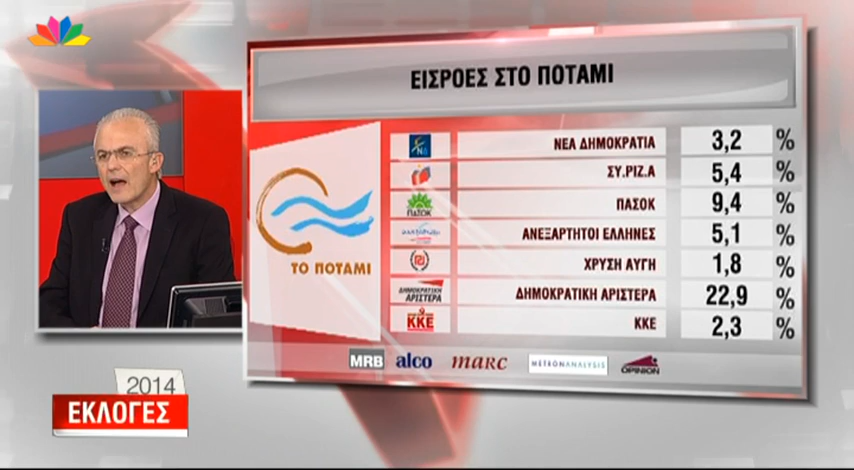 ΕΙΣΡΟΕΣ ΣΤΟ ΠΟΤΑΜΙ
ΤΟ ΠΟΤΑΜΙ
ΝΔ ΝΕΑ ΔΗΜΟΚΡΑΤΙΑ 3,2 %
ΣΥ.ΡΙΖ.Α 5,4 %
ΠΑΣΟΚ ΠΑΣΟΚ 9,4 %
ΑΝΕΞΑΡΤΗΤΟΙ ΕΛΛΗΝΕΣ 5,1 %
ΧΡΥΣΗ ΑΥΓΗ 1,8 %
ΔΗΜΟΚΡΑΤΙΚΗ ΑΡΙΣΤΕΡΑ ΔΗΜΟΚΡΑΤΙΚΗ ΑΡΙΣΤΕΡΑ 22,9 %
ΚΚΕ ΚΚΕ 2,3 %
MRB alco marc METRON ANALYSIS OPINION
2014
ΕΚΛΟΓΕΣ